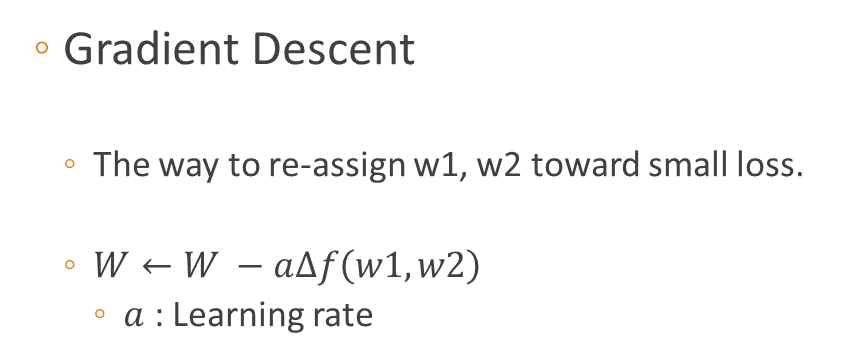 ◦ Gradient Descent
◦ The way to re-assign w1, w2 toward small loss.
◦ W ← W − aΔf(w1,w2)
◦ a : Learning rate